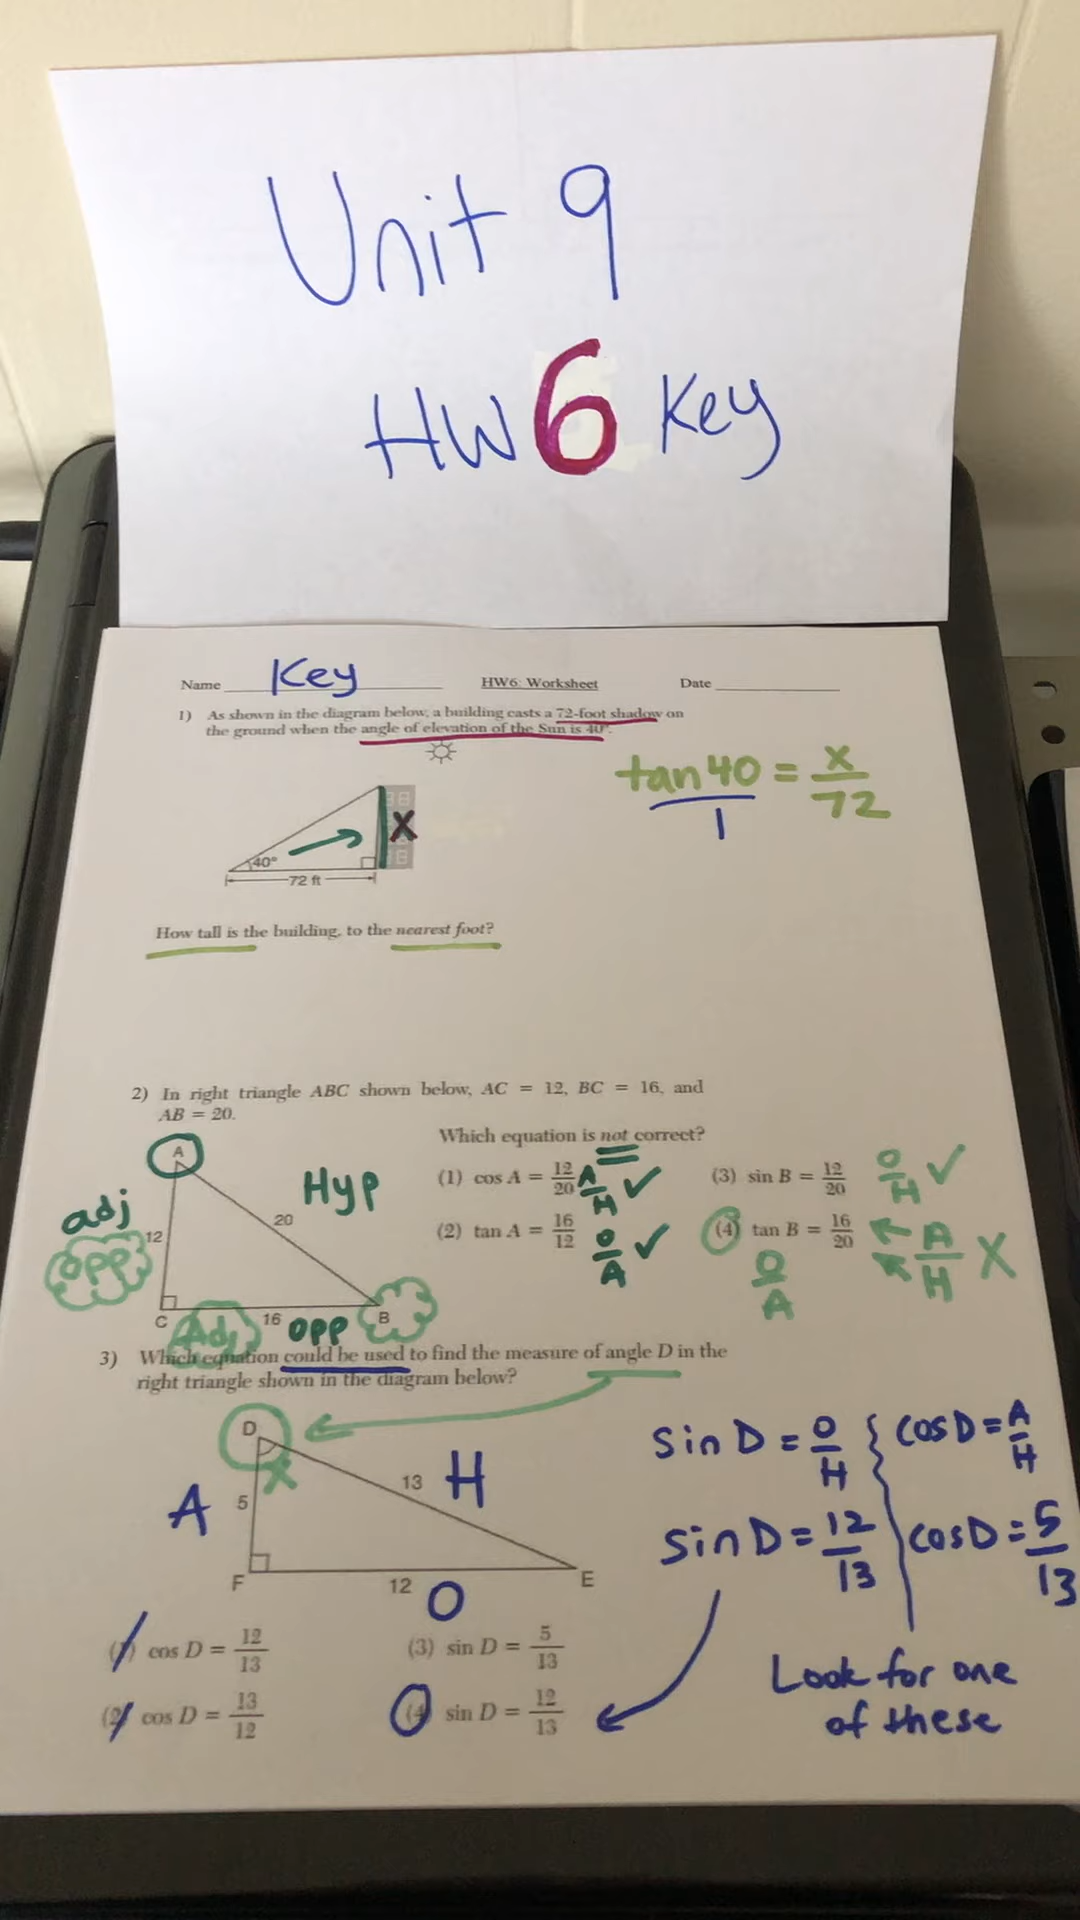 Unit 9
HW 6 Key
Name Key HW6: Worksheet Date
1) As shown in the diagram below, a building casts a 72-foot shadow on
the ground when the angle of elevation of the Sun is 40°.
tan 40 = x/72
1
X
40°
72 ft
How tall is the building, to the nearest foot?
2) In right triangle ABC shown below, AC = 12, BC = 16, and
AB = 20.
Which equation is not correct?
(1) cos A = 12/20 A/H ✓ (3) sin B = 12/20 O/H ✓
(2) tan A = 16/12 O/A ✓ (4) tan B = 16/20 A/H X
O/A
A
adj Hyp
12 20
opp
C 16 B
Adj opp
3) Which equation could be used to find the measure of angle D in the
right triangle shown in the diagram below?
D
X
A 5 13 H
F 12 E
O
sin D = O/H cos D = A/H
sin D = 12/13 cos D = 5/13
Look for one
of these
(1) cos D = 12/13 (3) sin D = 5/13
(2) cos D = 13/12 (4) sin D = 12/13